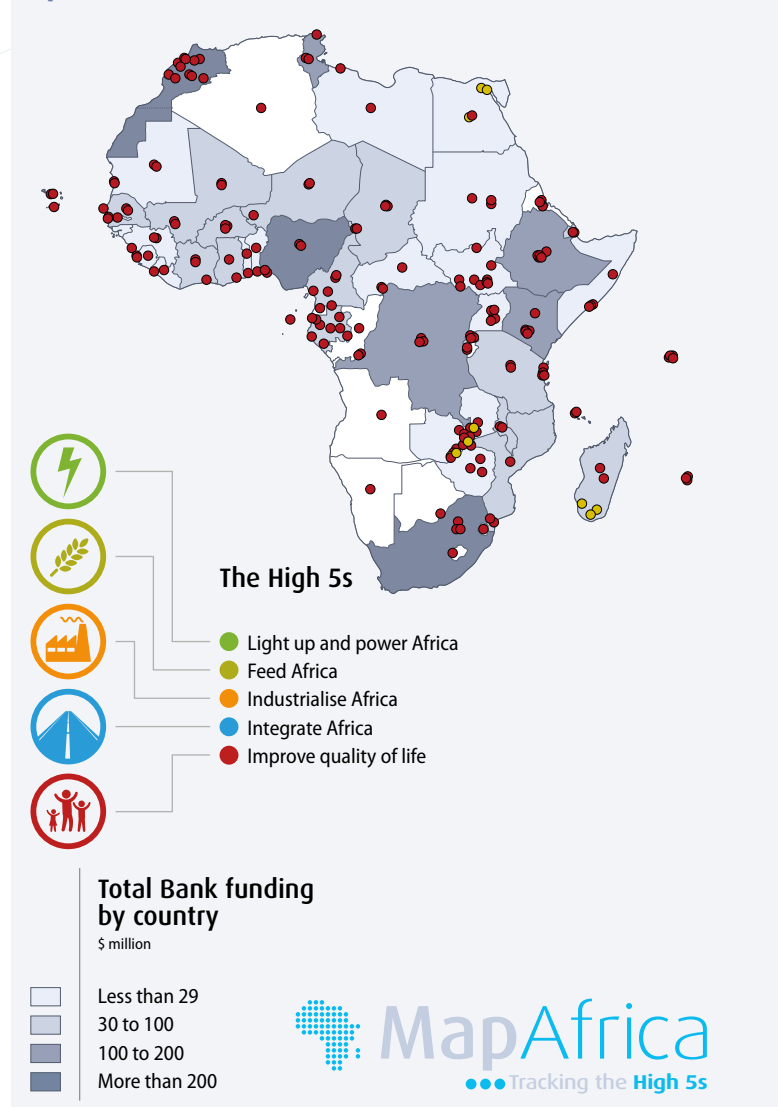 The High 5s
Light up and power Africa
Feed Africa
Industrialise Africa
Integrate Africa
Improve quality of life
Total Bank funding
by country
$ million
Less than 29
30 to 100
100 to 200
More than 200
MapAfrica
Tracking the High 5s